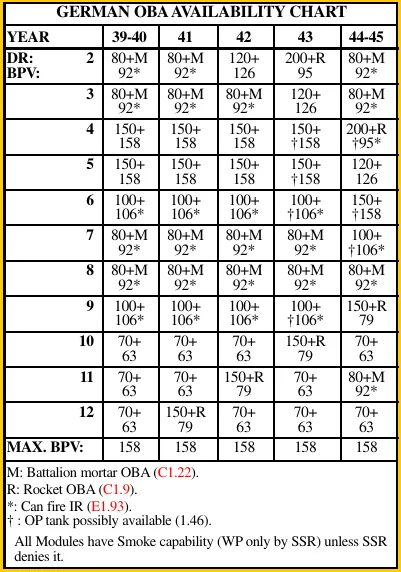 GERMAN OBA AVAILABILITY CHART
YEAR 39-40 41 42 43 44-45
DR: 2 80+M 80+M 120+ 200+R 80+M
BPV: 92* 92* 126 95 92*
3 80+M 80+M 80+M 120+ 80+M
92* 92* 92* 126 92*
4 150+ 150+ 150+ 150+ 200+R
158 158 158 †158 †95*
5 150+ 150+ 150+ 150+ 120+
158 158 158 †158 126
6 100+ 100+ 100+ 100+ 150+
106* 106* 106* †106* †158
7 80+M 80+M 80+M 80+M 100+
92* 92* 92* 92* †106*
8 80+M 80+M 80+M 80+M 80+M
92* 92* 92* 92* 92*
9 100+ 100+ 100+ 100+ 150+R
106* 106* 106* †106* 79
10 70+ 70+ 70+ 150+R 70+
63 63 63 79 63
11 70+ 70+ 150+R 70+ 80+M
63 63 79 63 92*
12 70+ 150+R 70+ 70+ 70+
63 79 63 63 63
MAX. BPV: 158 158 158 158 158
M: Battalion mortar OBA (C1.22).
R: Rocket OBA (C1.9).
*: Can fire IR (E1.93).
† : OP tank possibly available (1.46).
All Modules have Smoke capability (WP only by SSR) unless SSR
denies it.